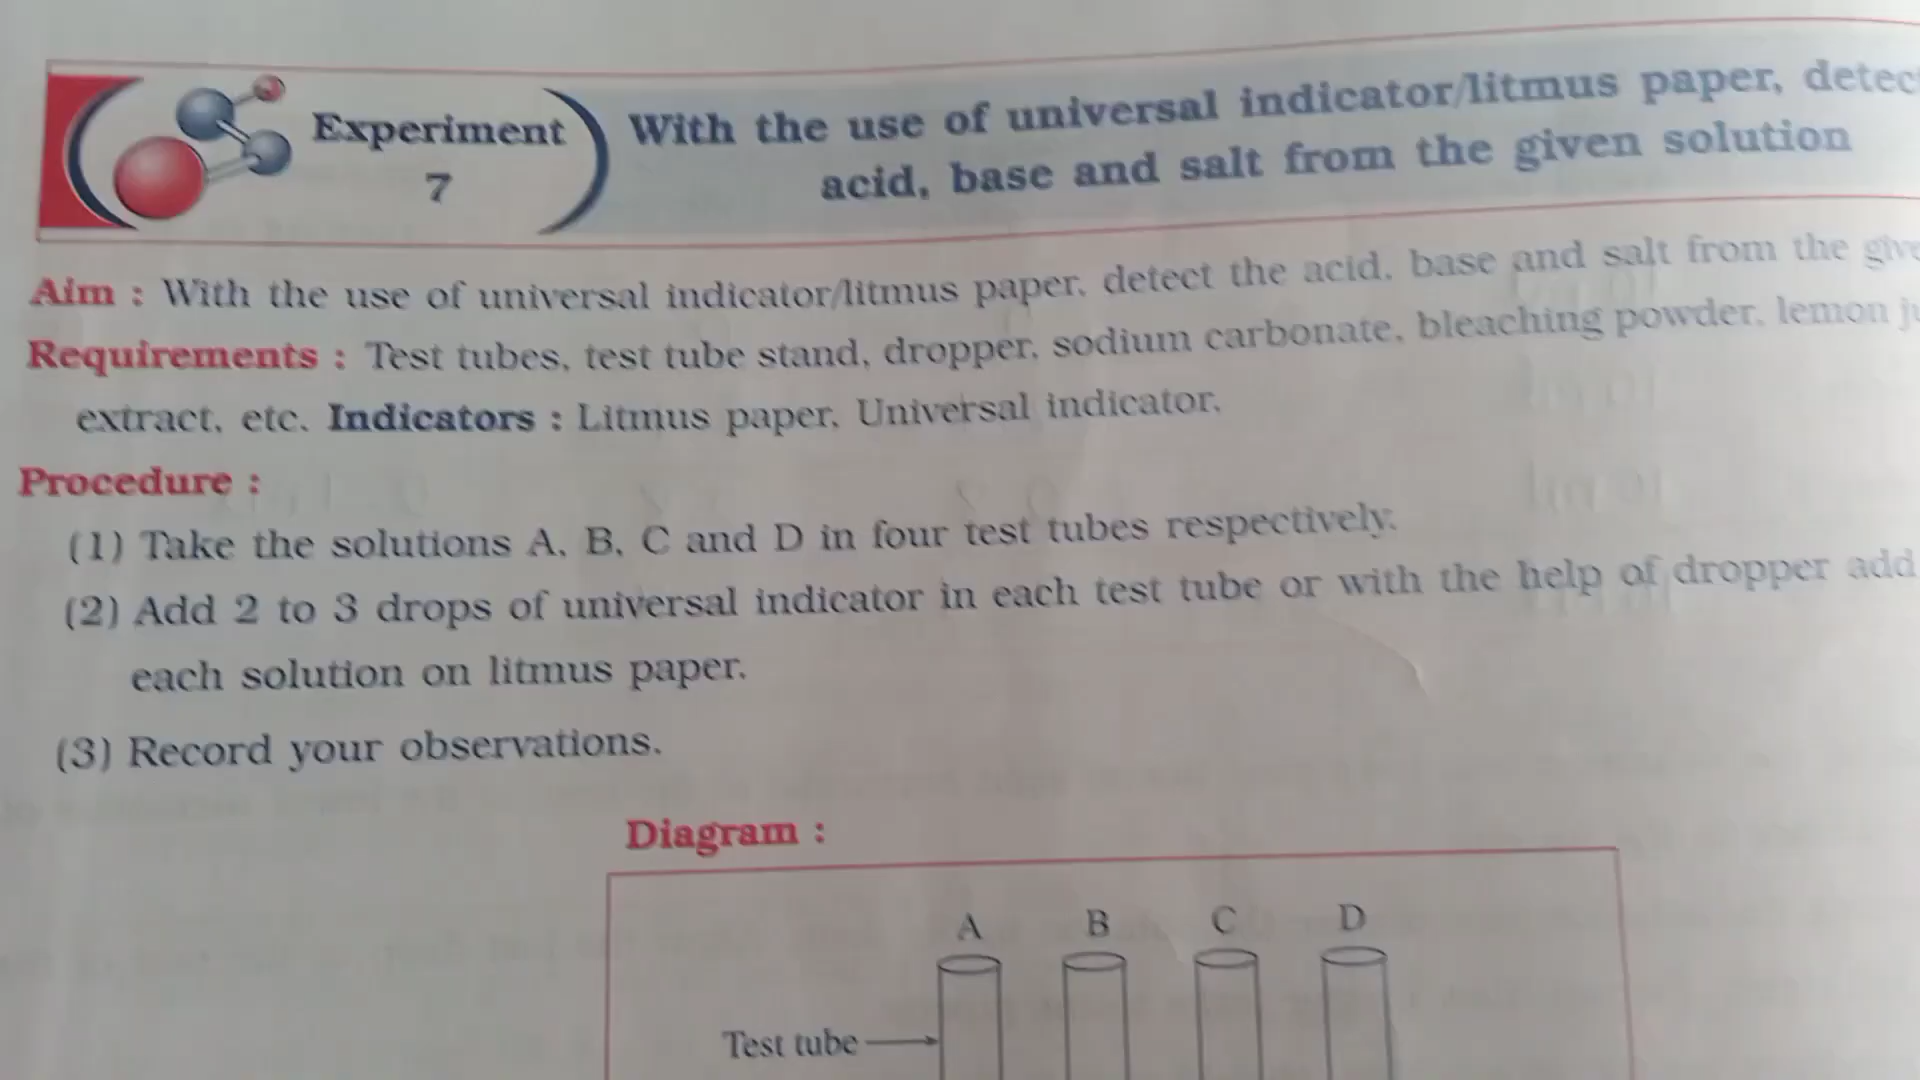 Experiment
7
With the use of universal indicator/litmus paper, detect
acid, base and salt from the given solution
Aim : With the use of universal indicator/litmus paper, detect the acid, base and salt from the
Requirements : Test tubes, test tube stand, dropper, sodium carbonate, bleaching powder, lemon
extract, etc. Indicators : Litmus paper, Universal indicator.
Procedure :
(1) Take the solutions A, B, C and D in four test tubes respectively.
(2) Add 2 to 3 drops of universal indicator in each test tube or with the help of dropper add
each solution on litmus paper.
(3) Record your observations.
Diagram :
A B C D
Test tube